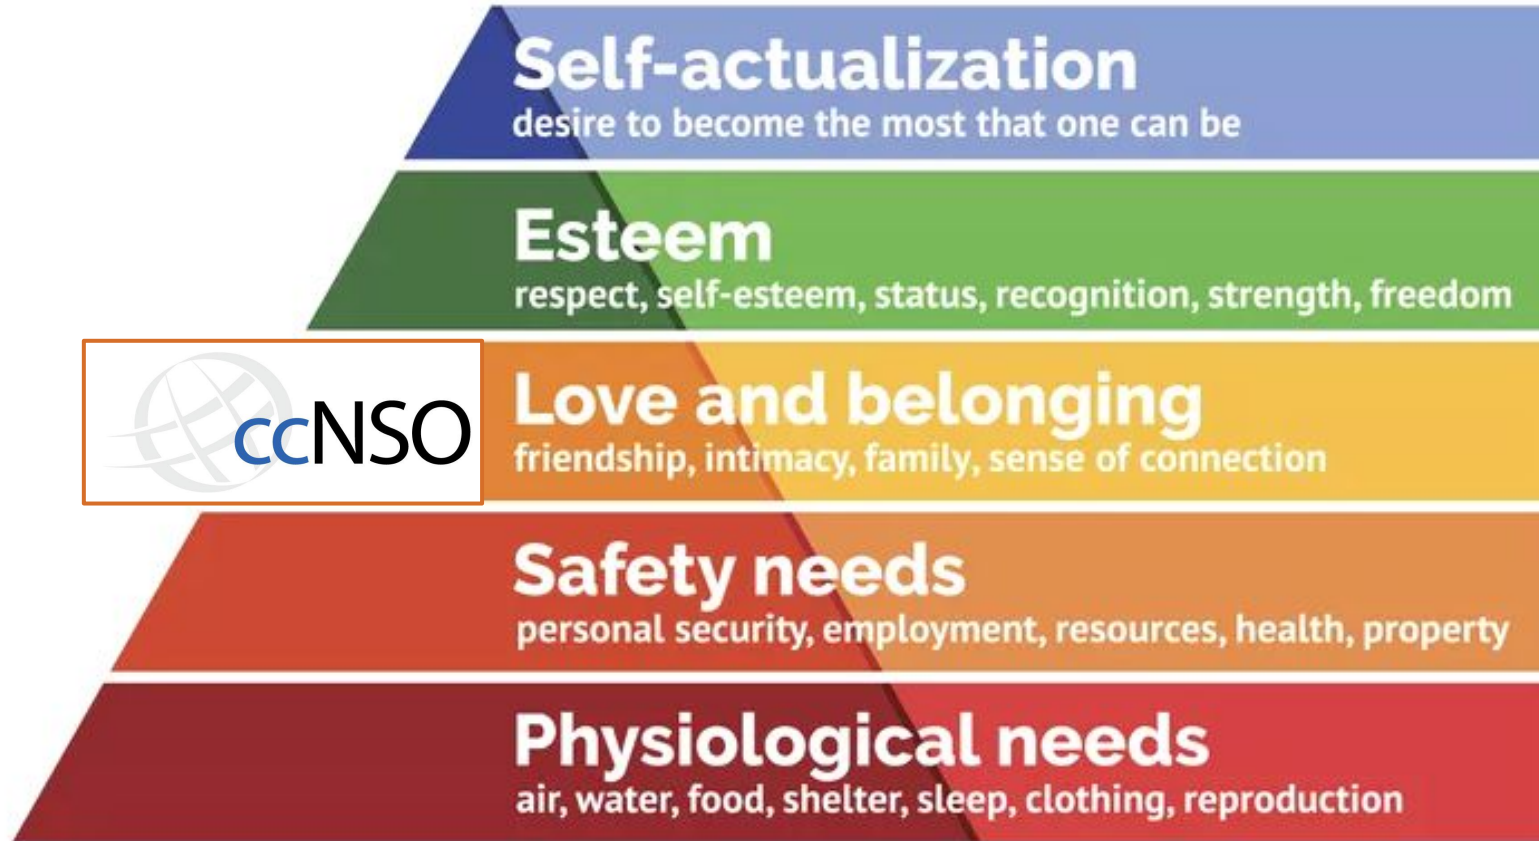 Self-actualization
desire to become the most that one can be
Esteem
respect, self-esteem, status, recognition, strength, freedom
ccNSO
Love and belonging
friendship, intimacy, family, sense of connection
Safety needs
personal security, employment, resources, health, property
Physiological needs
air, water, food, shelter, sleep, clothing, reproduction